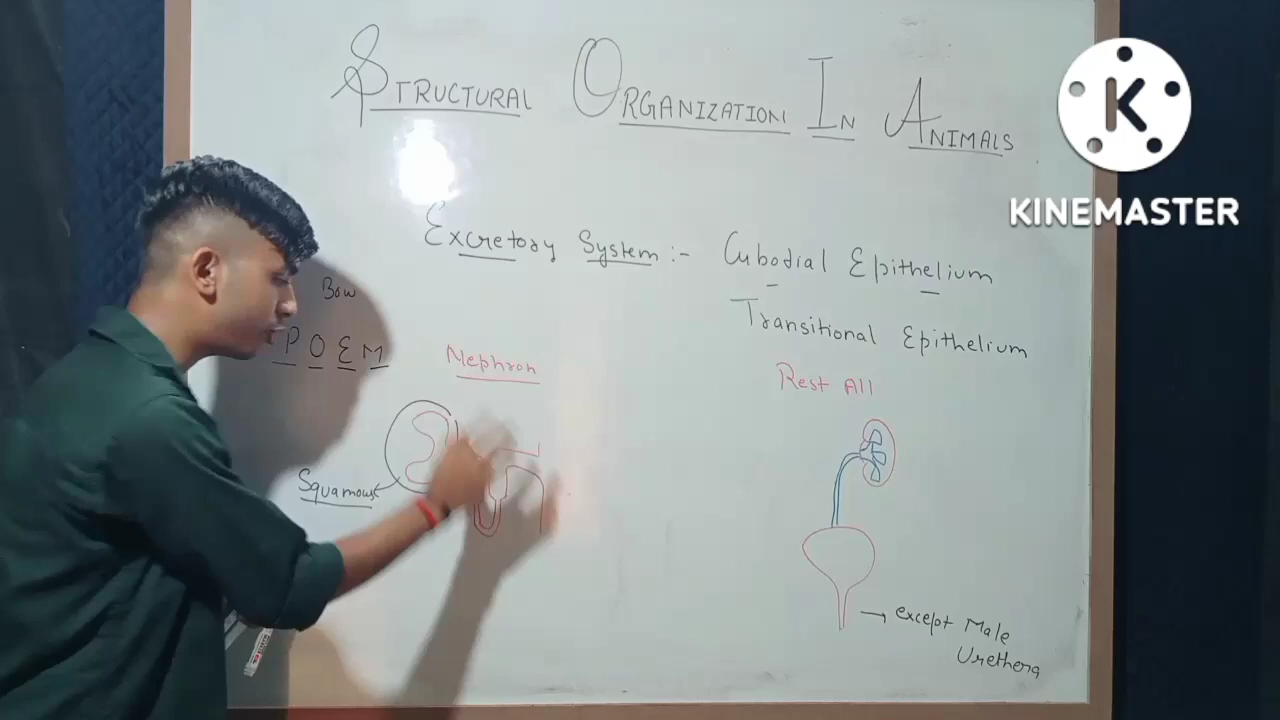 STRUCTURAL ORGANIZATION IN ANIMALS
KINEMASTER
Excretory System :- Cubodial Epithelium
Transitional Epithelium
Bow
POEM
Nephron
Rest All
Squamous
except Male
Urethera